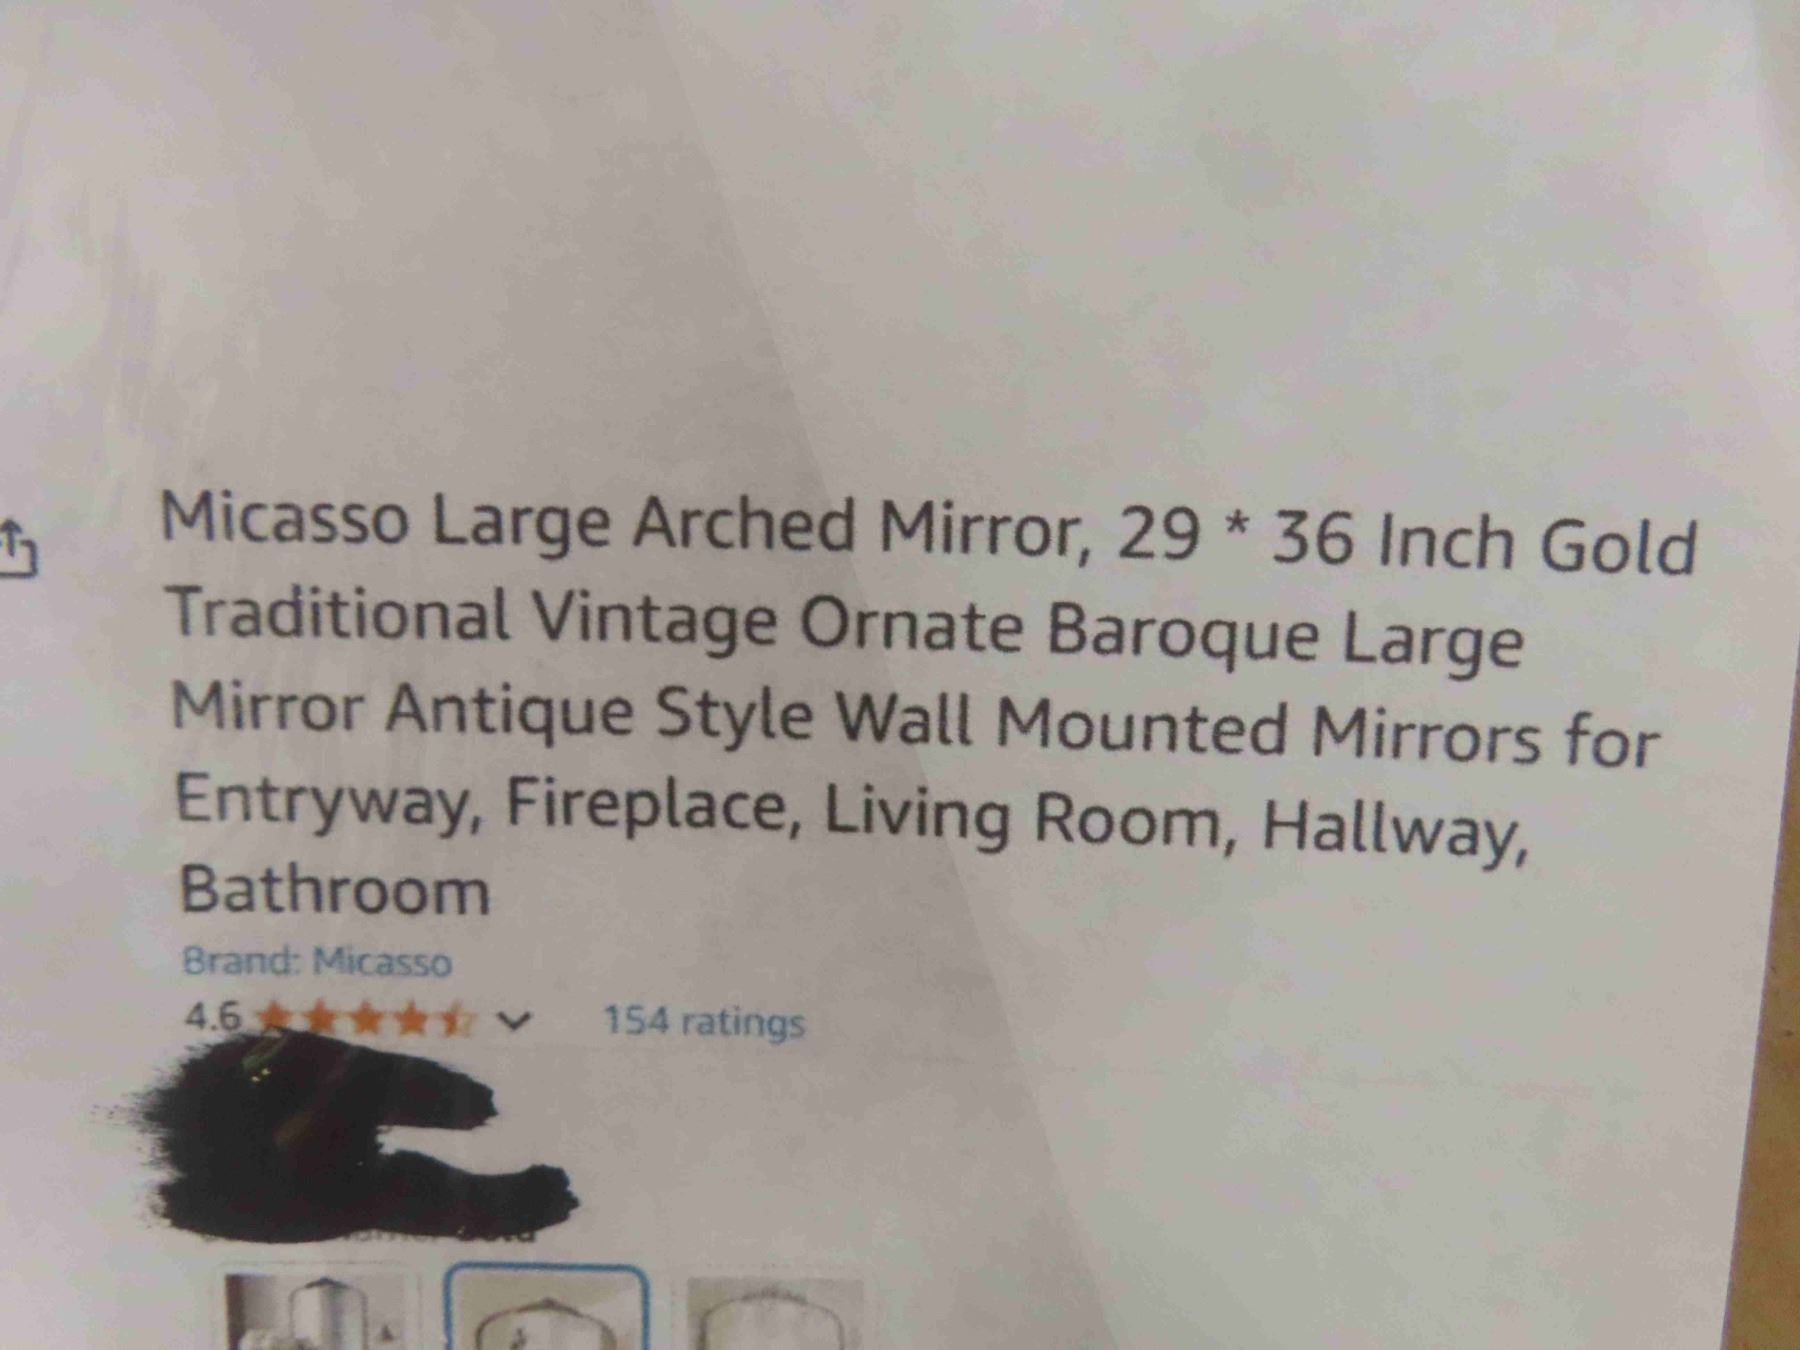 Micasso Large Arched Mirror, 29 * 36 Inch Gold
Traditional Vintage Ornate Baroque Large
Mirror Antique Style Wall Mounted Mirrors for
Entryway, Fireplace, Living Room, Hallway,
Bathroom
Brand: Micasso
4.6 154 ratings